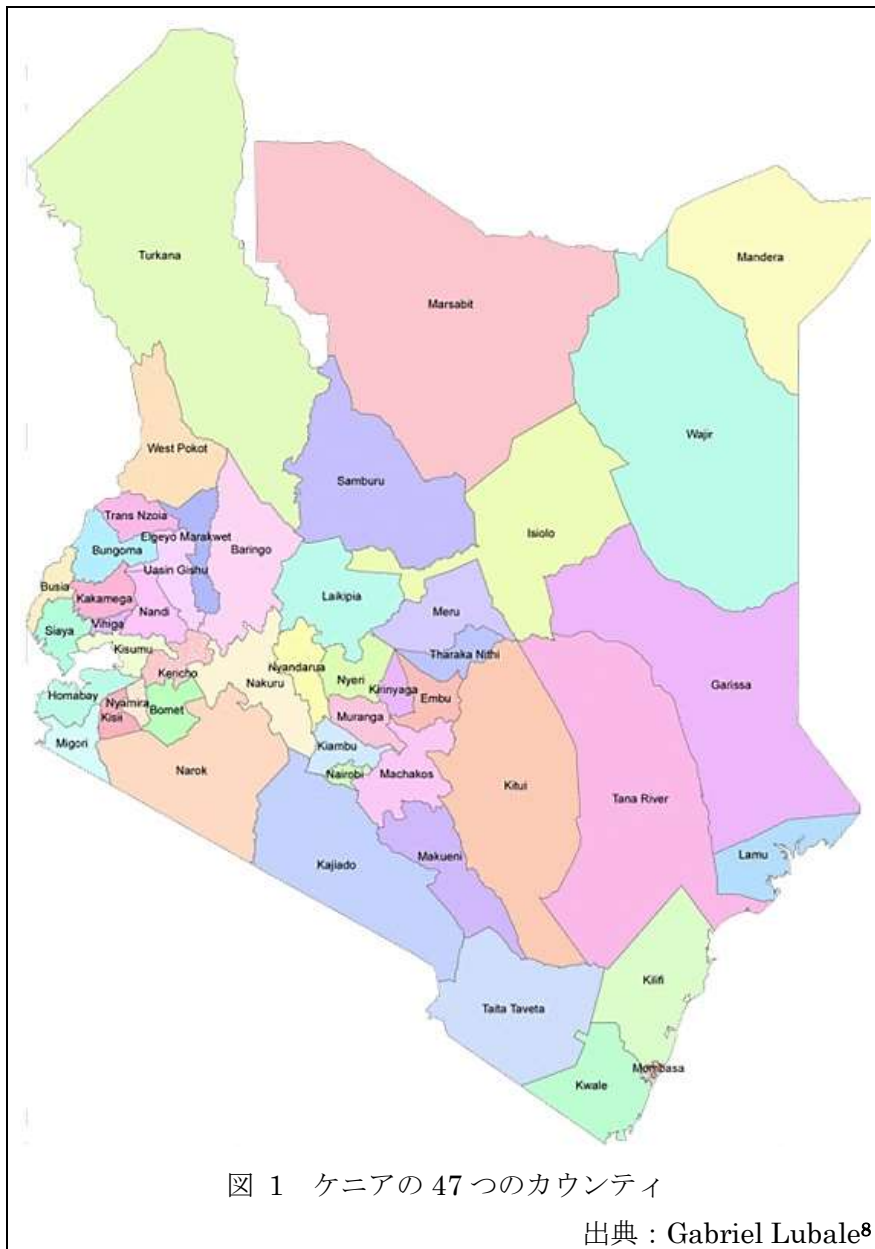 Turkana
Mandera
Marsabit
Wajir
West Pokot
Samburu
Trans Nzoia
Isiolo
Elgeyo Marakwet
Bungoma
Baringo
Uasin Gishu
Busia
Kakamega
Laikipia
Nandi
Meru
Vihiga
Siaya
Kisumu
Tharaka Nithi
Nyandarua
Kericho
Nyeri
Garissa
Nakuru
Kirinyaga
Homabay
Embu
Nyamira
Bomet
Muranga
Kisii
Migori
Kiambu
Narok
Nairobi
Machakos
Kitui
Tana River
Lamu
Makueni
Kajiado
Kilifi
Taita Taveta
Mombasa
Kwale
図 1 ケニアの 47 つのカウンティ
出典：Gabriel Lubale8